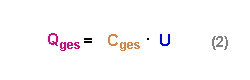 Qges = Cges · U (2)